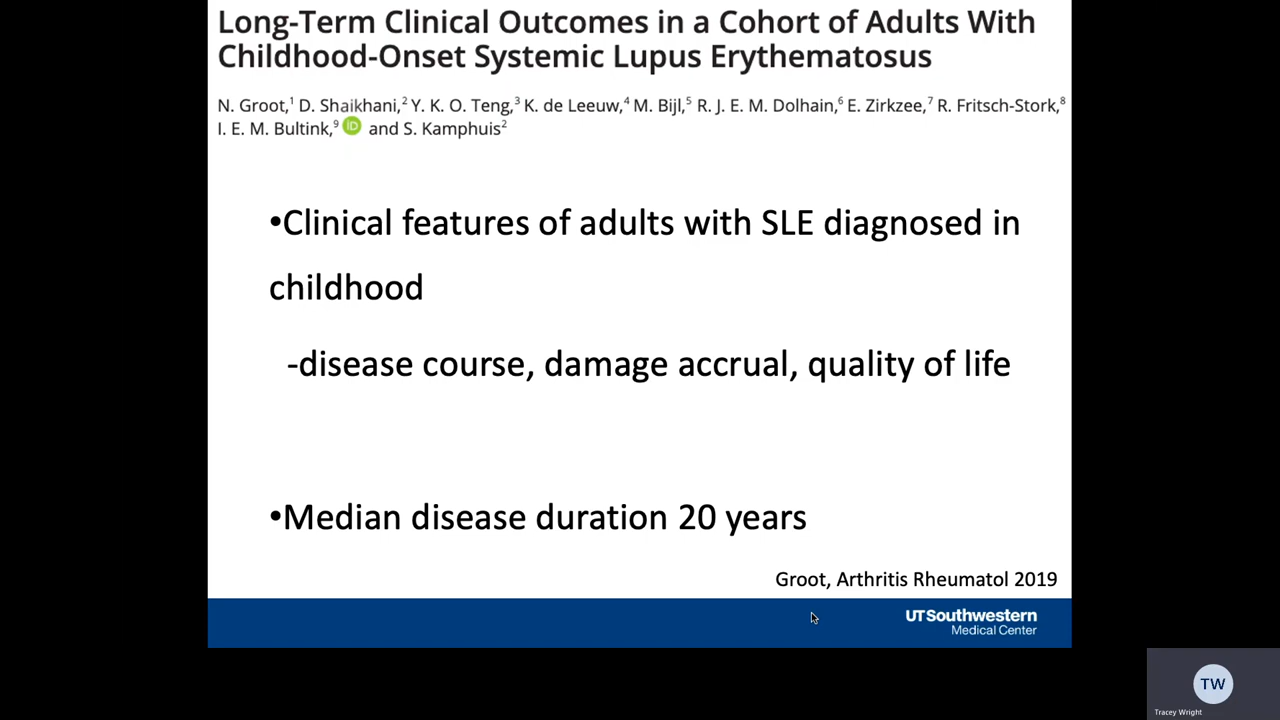 Long-Term Clinical Outcomes in a Cohort of Adults With
Childhood-Onset Systemic Lupus Erythematosus
N. Groot,¹ D. Shaikhani,² Y. K. O. Teng,³ K. de Leeuw,⁴ M. Bijl,⁵ R. J. E. M. Dolhain,⁶ E. Zirkzee,⁷ R. Fritsch-Stork,⁸
I. E. M. Bultink,⁹ iD and S. Kamphuis²
•Clinical features of adults with SLE diagnosed in
childhood
-disease course, damage accrual, quality of life
•Median disease duration 20 years
Groot, Arthritis Rheumatol 2019
UTSouthwestern
Medical Center
TW
Tracey Wright